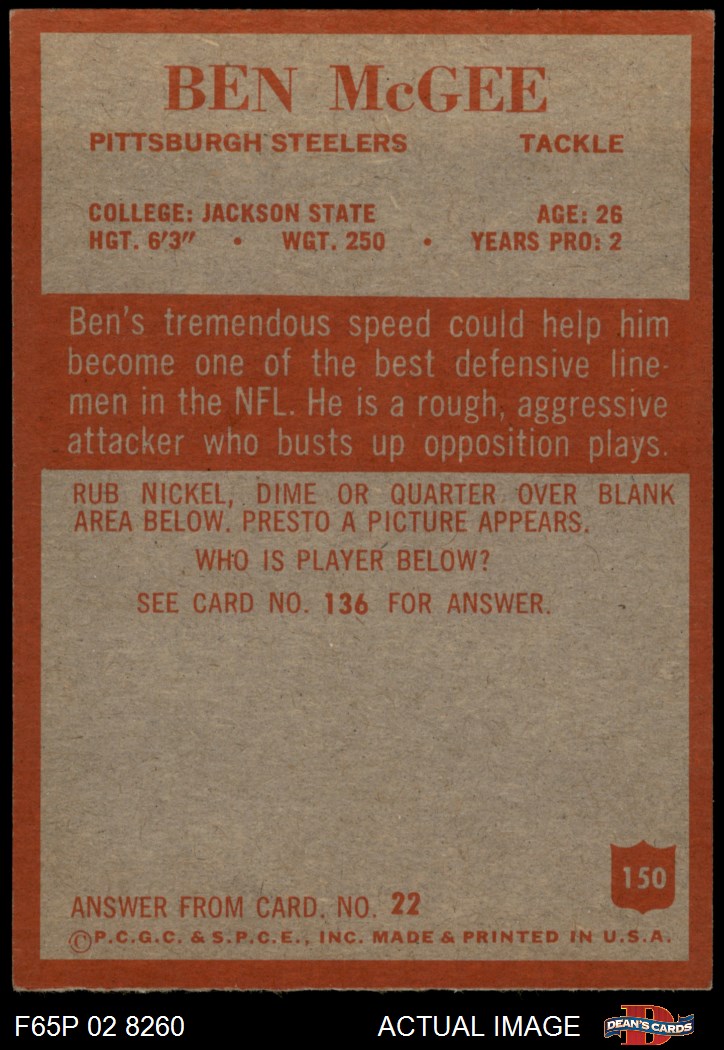 BEN McGEE
PITTSBURGH STEELERS TACKLE
COLLEGE: JACKSON STATE AGE: 26
HGT. 6'3" • WGT. 250 • YEARS PRO: 2
Ben's tremendous speed could help him
become one of the best defensive line-
men in the NFL. He is a rough, aggressive
attacker who busts up opposition plays.
RUB NICKEL, DIME OR QUARTER OVER BLANK
AREA BELOW. PRESTO A PICTURE APPEARS.
WHO IS PLAYER BELOW?
SEE CARD NO. 136 FOR ANSWER.
150
ANSWER FROM CARD. NO. 22
©P.C.G.C. & S.P.C.E., INC. MADE & PRINTED IN U.S.A.
F65P 02 8260 ACTUAL IMAGE DEAN'S CARDS